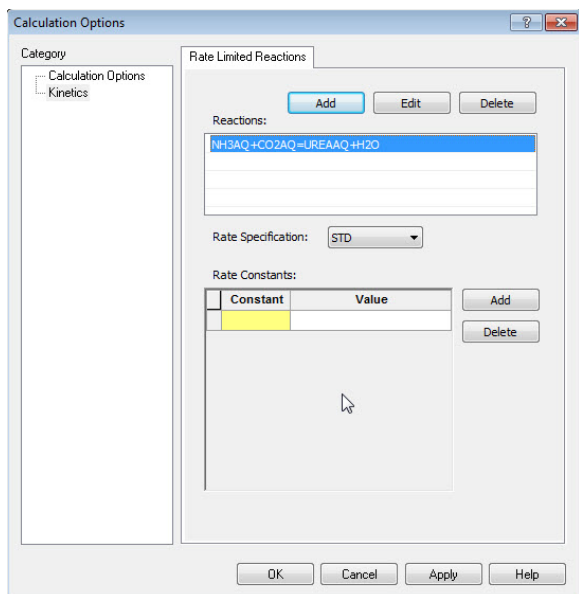 Calculation Options
Category
Calculation Options
Kinetics
Rate Limited Reactions
Add Edit Delete
Reactions:
NH3AQ+CO2AQ=UREAAQ+H2O
Rate Specification: STD
Rate Constants:
Constant Value
Add
Delete
OK Cancel Apply Help